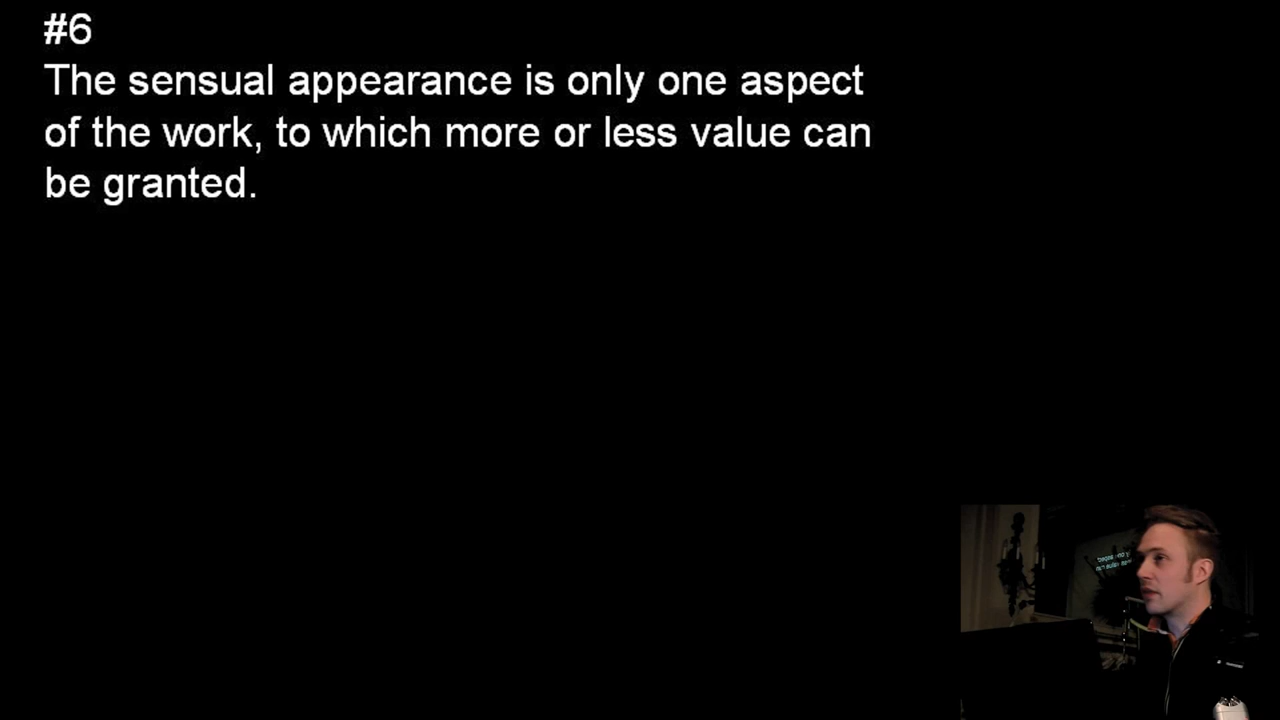 #6
The sensual appearance is only one aspect
of the work, to which more or less value can
be granted.